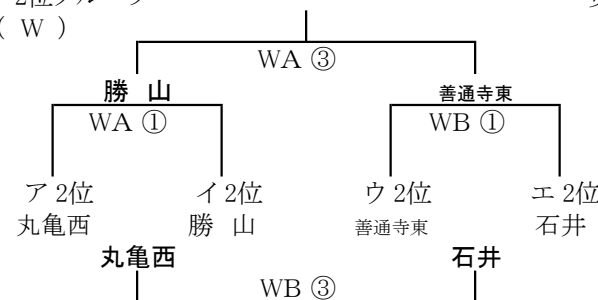 2位グループ
( W )
WA ③
勝 山 善通寺東
WA ① WB ①
ア 2位 イ 2位 ウ 2位 エ 2位
丸亀西 勝 山 善通寺東 石井
丸亀西 石井
WB ③